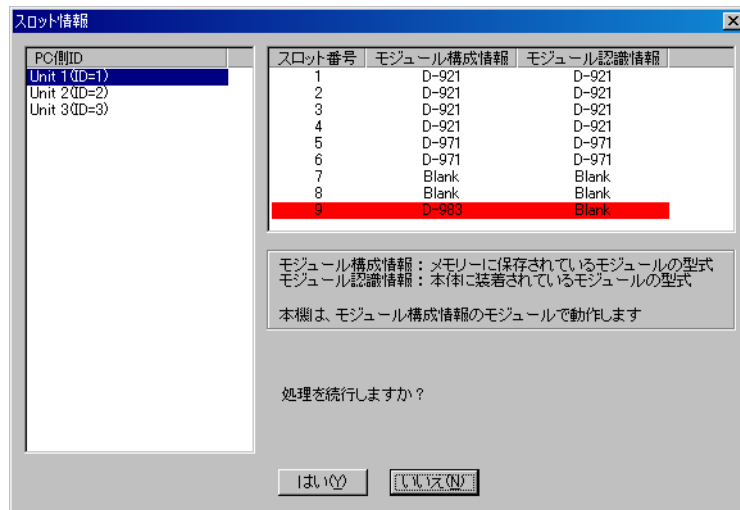 スロット情報
PC側ID
Unit 1(ID=1)
Unit 2(ID=2)
Unit 3(ID=3)
スロット番号 モジュール構成情報 モジュール認識情報
1 D-921 D-921
2 D-921 D-921
3 D-921 D-921
4 D-921 D-921
5 D-971 D-971
6 D-971 D-971
7 Blank Blank
8 Blank Blank
9 D-983 Blank
モジュール構成情報：メモリーに保存されているモジュールの型式
モジュール認識情報：本体に装着されているモジュールの型式
本機は、モジュール構成情報のモジュールで動作します
処理を続行しますか？
はい(Y) いいえ(N)